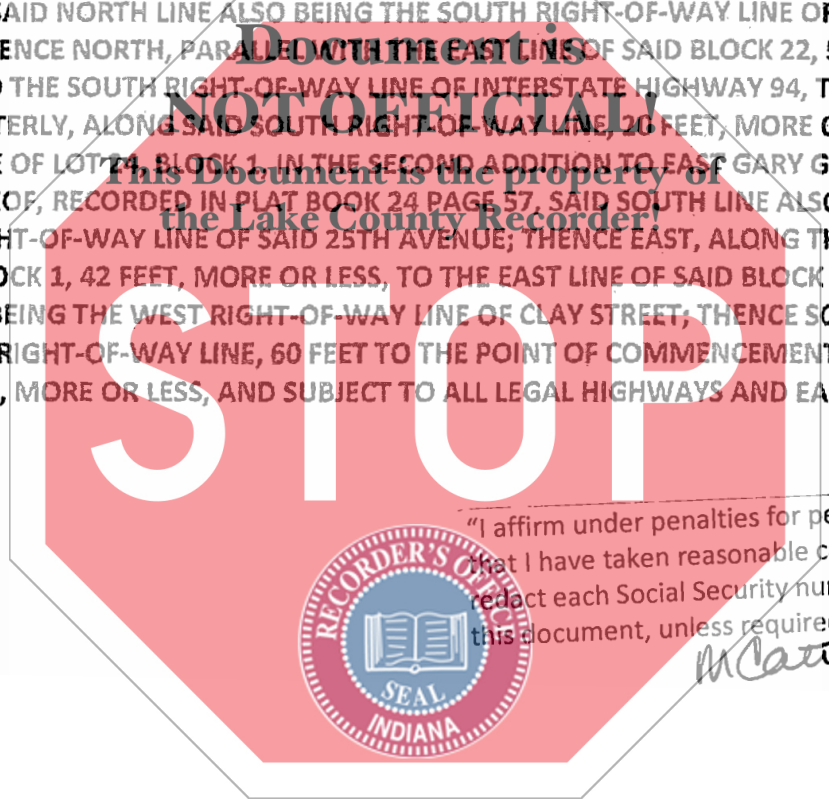 SAID NORTH LINE ALSO BEING THE SOUTH RIGHT-OF-WAY LINE OF
ENCE NORTH, PARALLEL WITH THE EAST LINE OF SAID BLOCK 22,
Document is
THE SOUTH RIGHT-OF-WAY LINE OF INTERSTATE HIGHWAY 94, T
NOT OFFICIAL!
TERLY, ALONG SAID SOUTH RIGHT-OF-WAY LINE, 20 FEET, MORE
OF LOT 24, BLOCK 1, IN THE SECOND ADDITION TO EAST GARY G
This Document is the property of
OF, RECORDED IN PLAT BOOK 24 PAGE 57, SAID SOUTH LINE ALSO
the Lake County Recorder!
HT-OF-WAY LINE OF SAID 25TH AVENUE; THENCE EAST, ALONG T
OCK 1, 42 FEET, MORE OR LESS, TO THE EAST LINE OF SAID BLOCK
BEING THE WEST RIGHT-OF-WAY LINE OF CLAY STREET; THENCE SO
RIGHT-OF-WAY LINE, 60 FEET TO THE POINT OF COMMENCEMENT
, MORE OR LESS, AND SUBJECT TO ALL LEGAL HIGHWAYS AND EA
STOP
"I affirm under penalties for pe
that I have taken reasonable c
redact each Social Security nu
this document, unless require
RECORDER'S OFFICE
SEAL
INDIANA